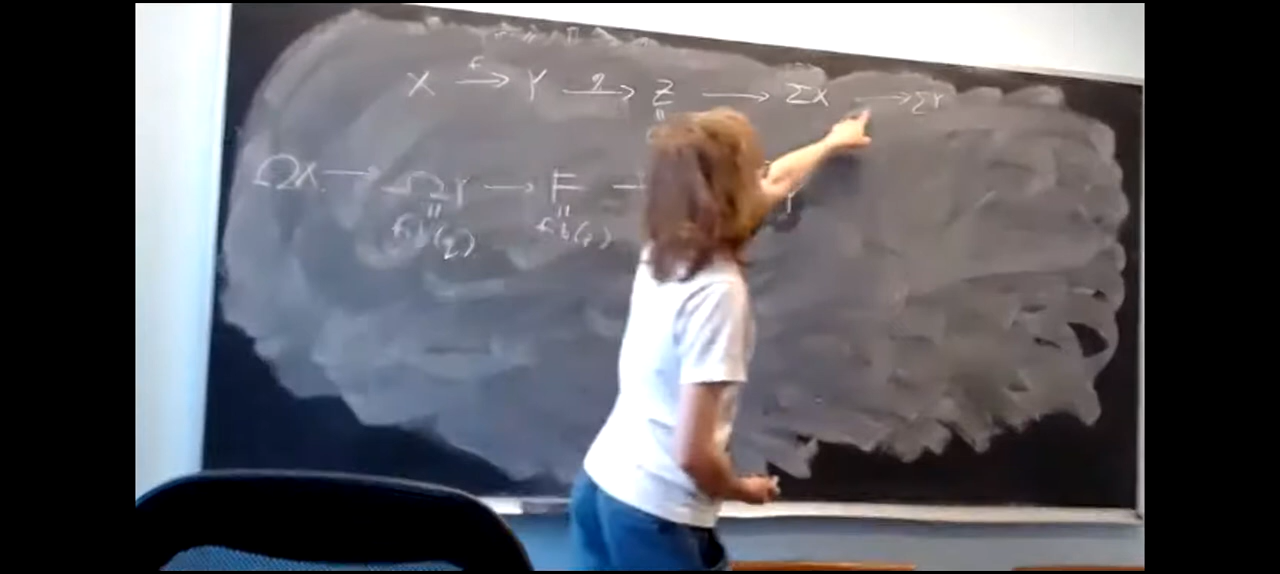 X →f Y →g Z → ΣX → ΣY
=
ΩX → ΩY → F →
= =
fib(g) fib(f)